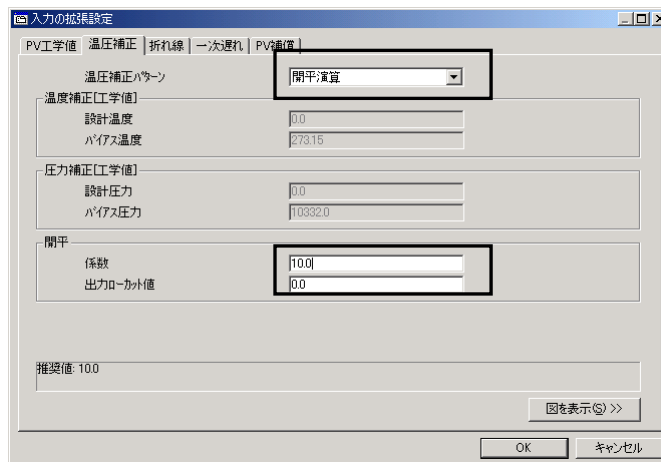 入力の拡張設定
PV工学値 温圧補正 折れ線 一次遅れ PV補償
温圧補正パターン 開平演算
温度補正[工学値]
設計温度 0.0
バイアス温度 273.15
圧力補正[工学値]
設計圧力 0.0
バイアス圧力 10332.0
開平
係数 10.0
出力ローカット値 0.0
推奨値: 10.0
図を表示(S) >>
OK キャンセル